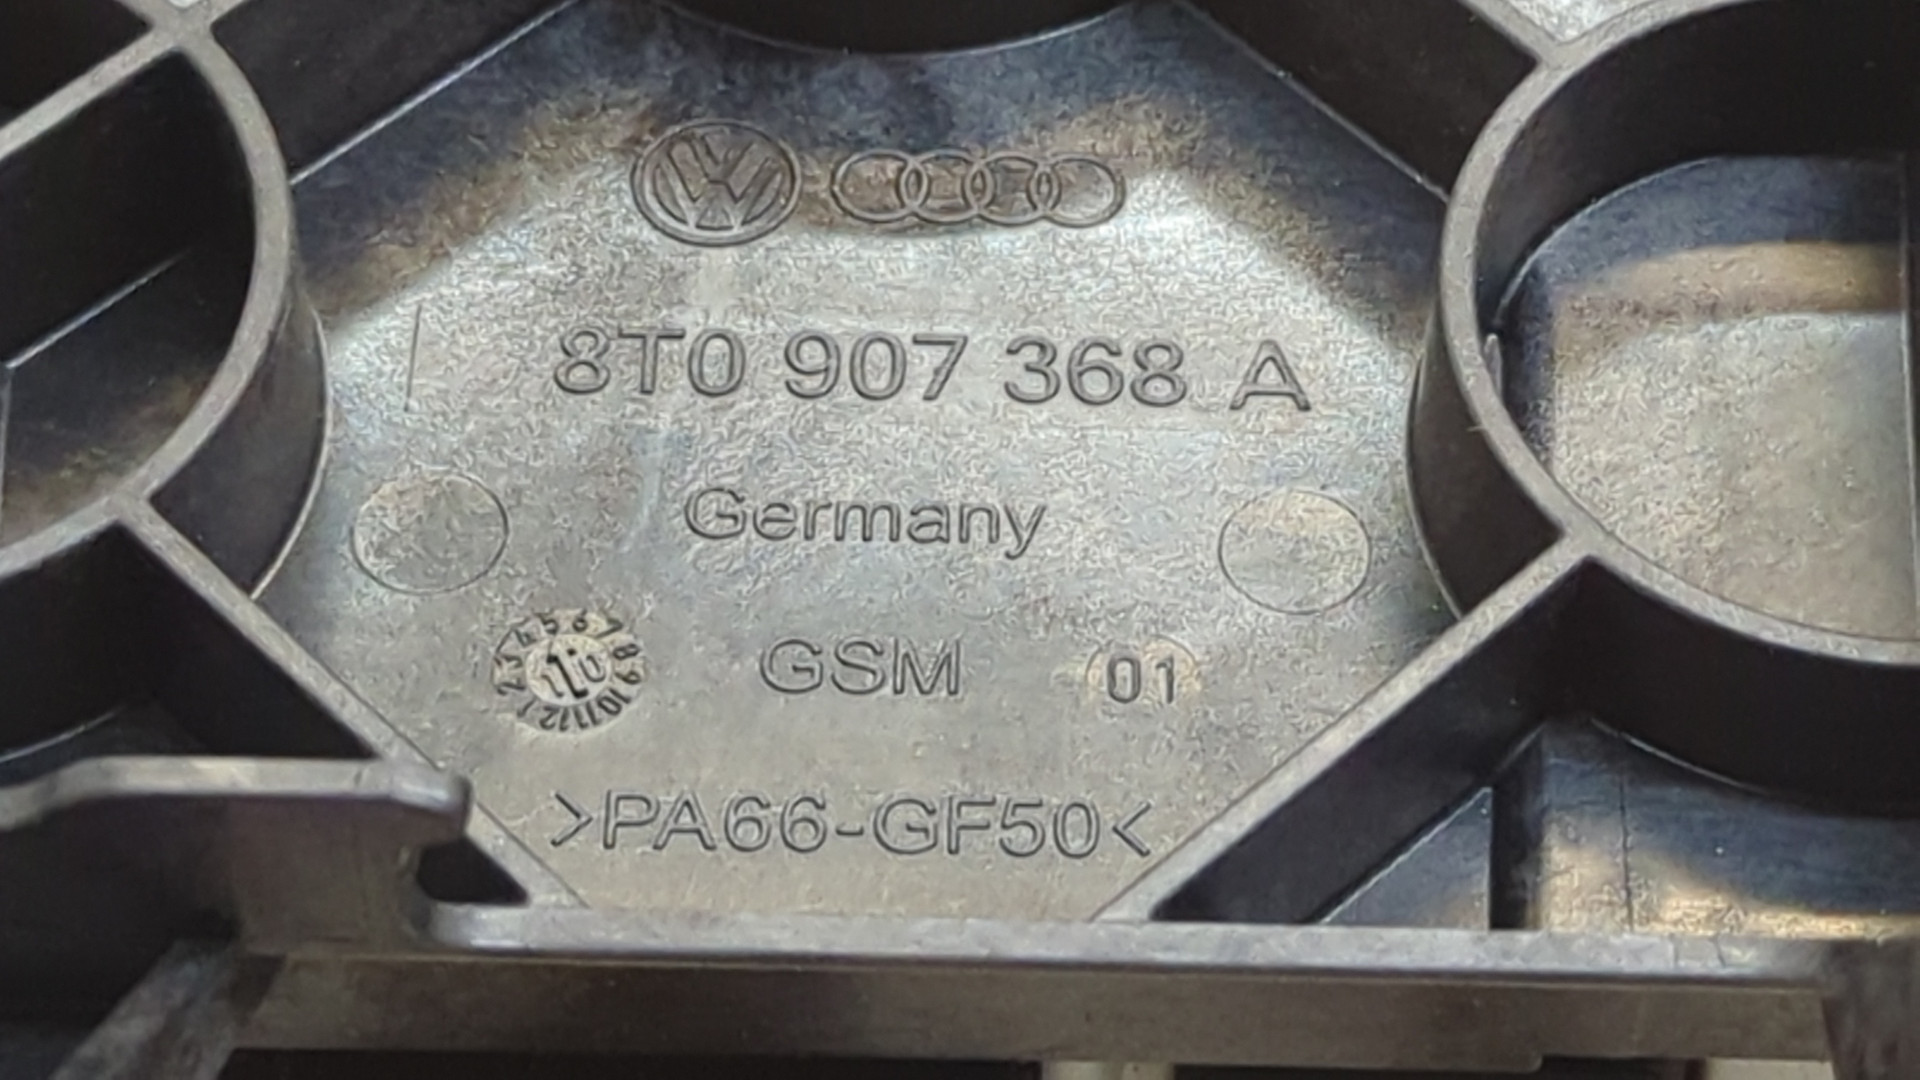 8T0 907 368 A
Germany
GSM 01
>PA66-GF50<